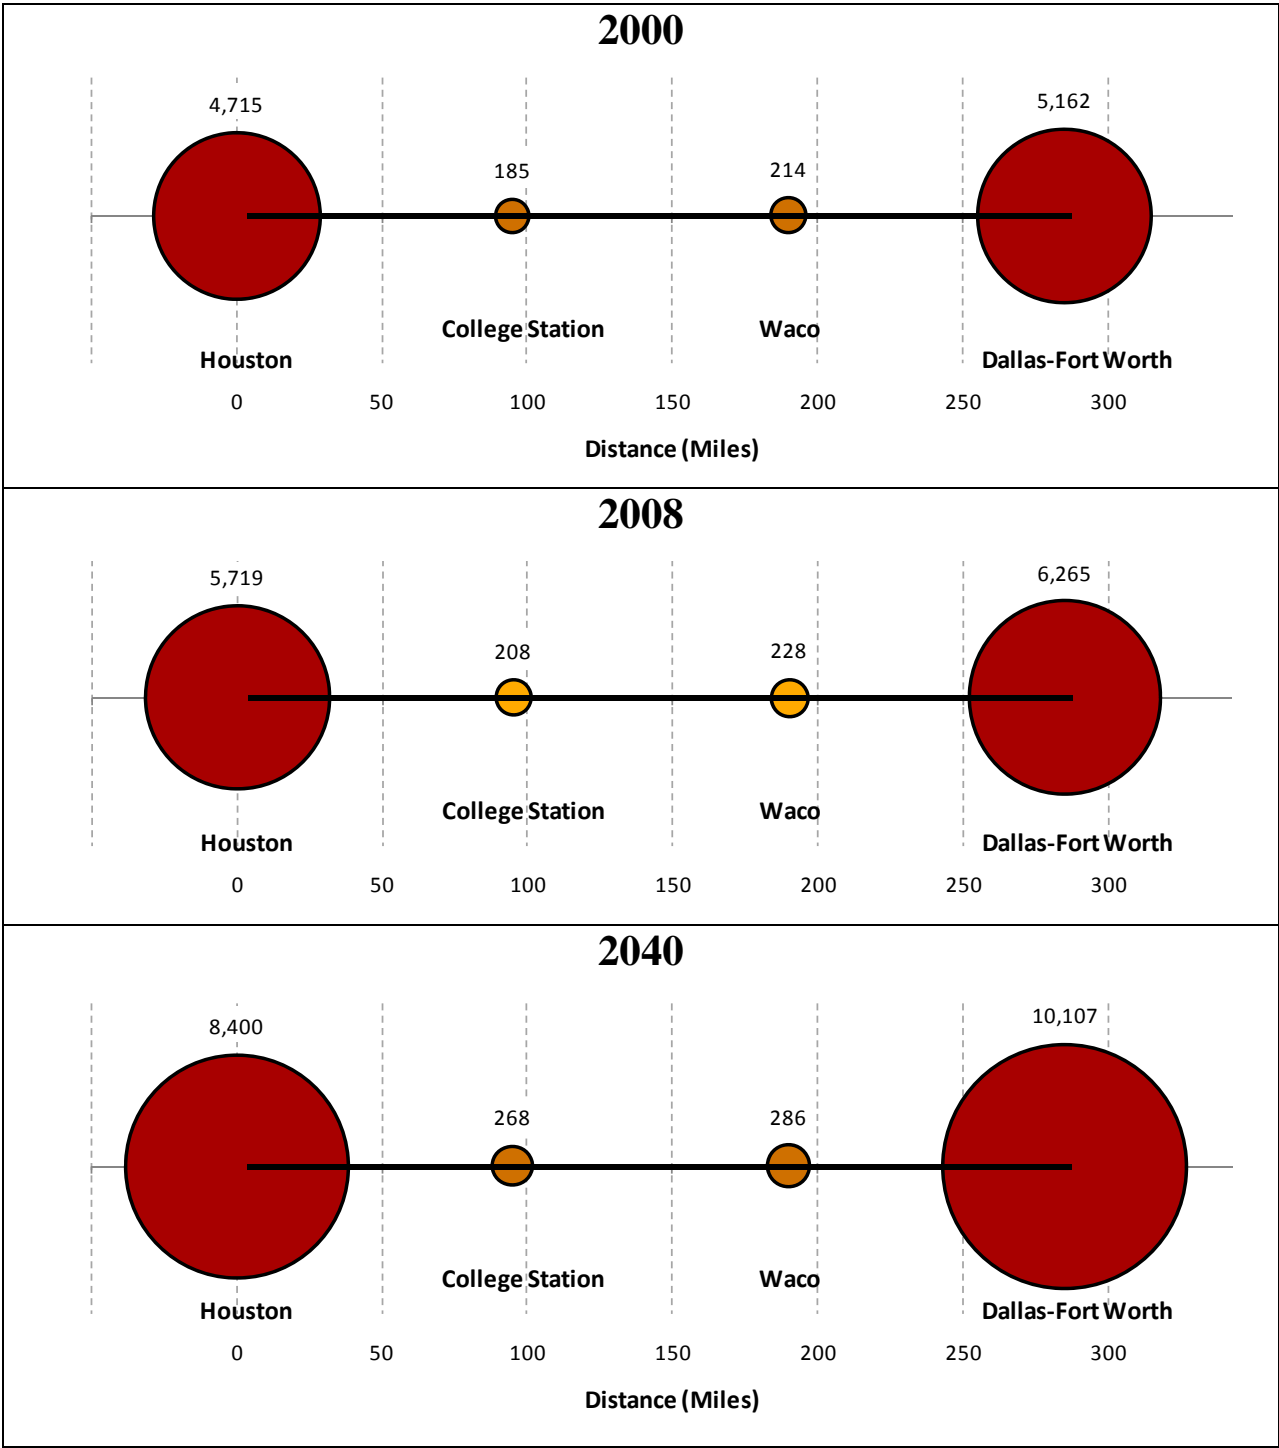 2000
4,715
5,162
185
214
College Station
Waco
Houston
Dallas-Fort Worth
0 50 100 150 200 250 300
Distance (Miles)
2008
5,719
6,265
208
228
College Station
Waco
Houston
Dallas-Fort Worth
0 50 100 150 200 250 300
2040
8,400
10,107
268
286
College Station
Waco
Houston
Dallas-Fort Worth
0 50 100 150 200 250 300
Distance (Miles)